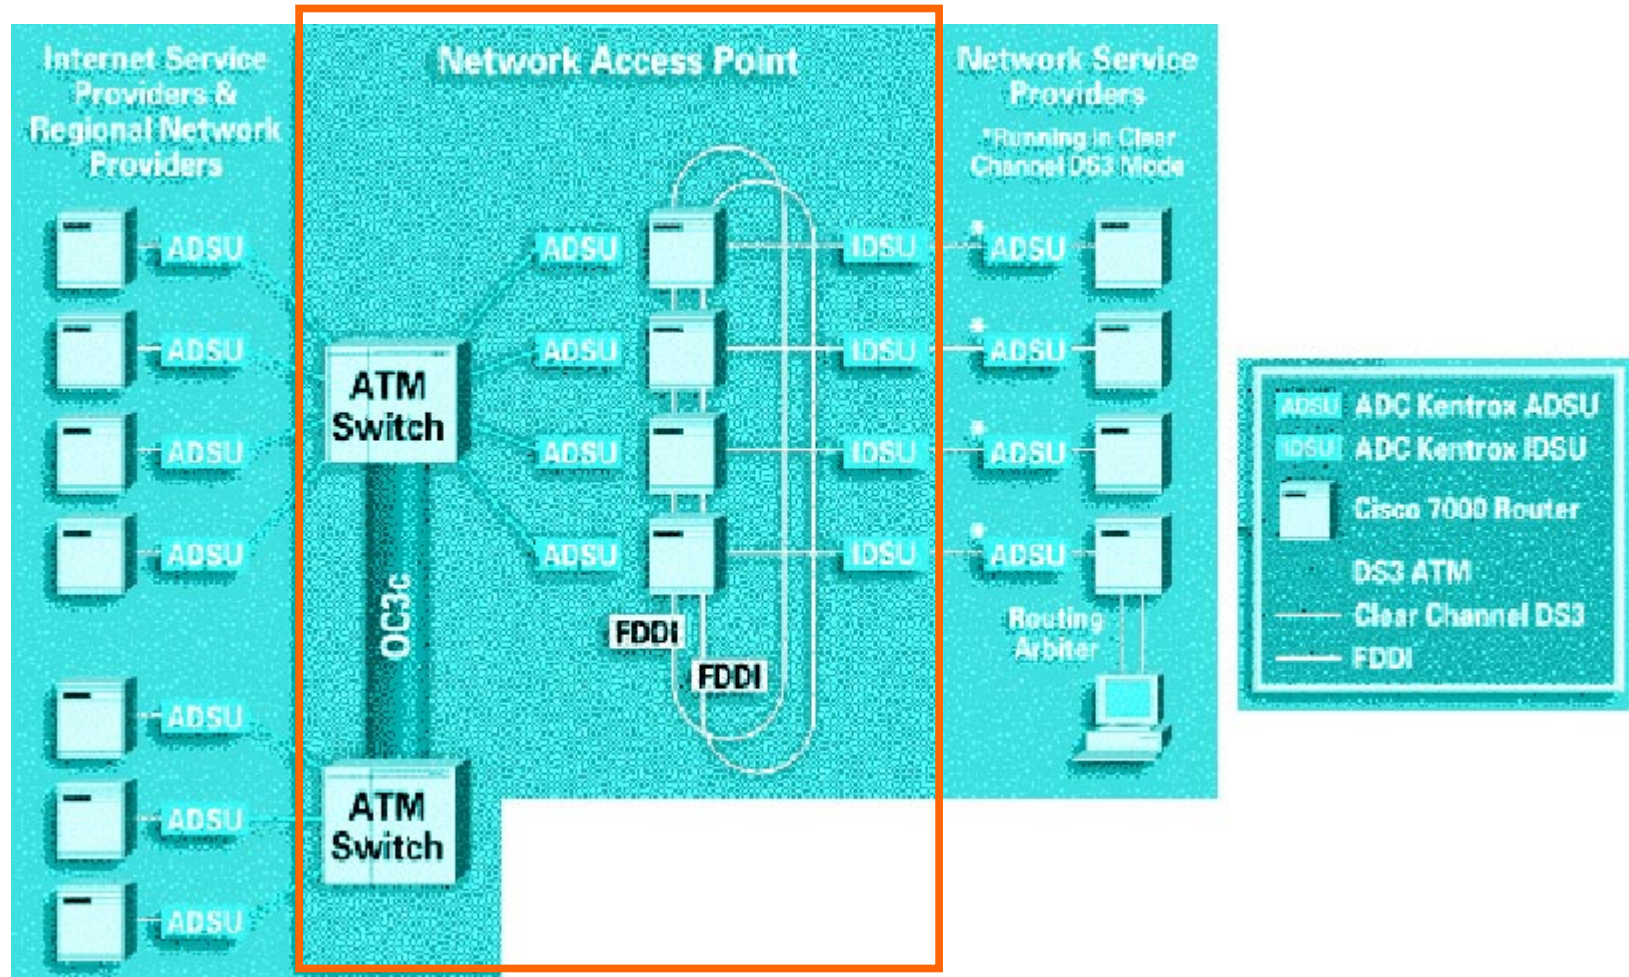 Internet Service
Providers &
Regional Network
Providers
ADSU
ADSU
ADSU
ADSU
ADSU
ADSU
ADSU
Network Access Point
ATM
Switch
OC3c
ATM
Switch
ADSU
ADSU
ADSU
ADSU
FDDI
FDDI
IDSU
IDSU
IDSU
IDSU
Network Service
Providers
*Running in Clear
Channel DS3 Mode
* ADSU
* ADSU
* ADSU
* ADSU
Routing
Arbiter
ADSU ADC Kentrox ADSU
IDSU ADC Kentrox IDSU
Cisco 7000 Router
DS3 ATM
Clear Channel DS3
FDDI